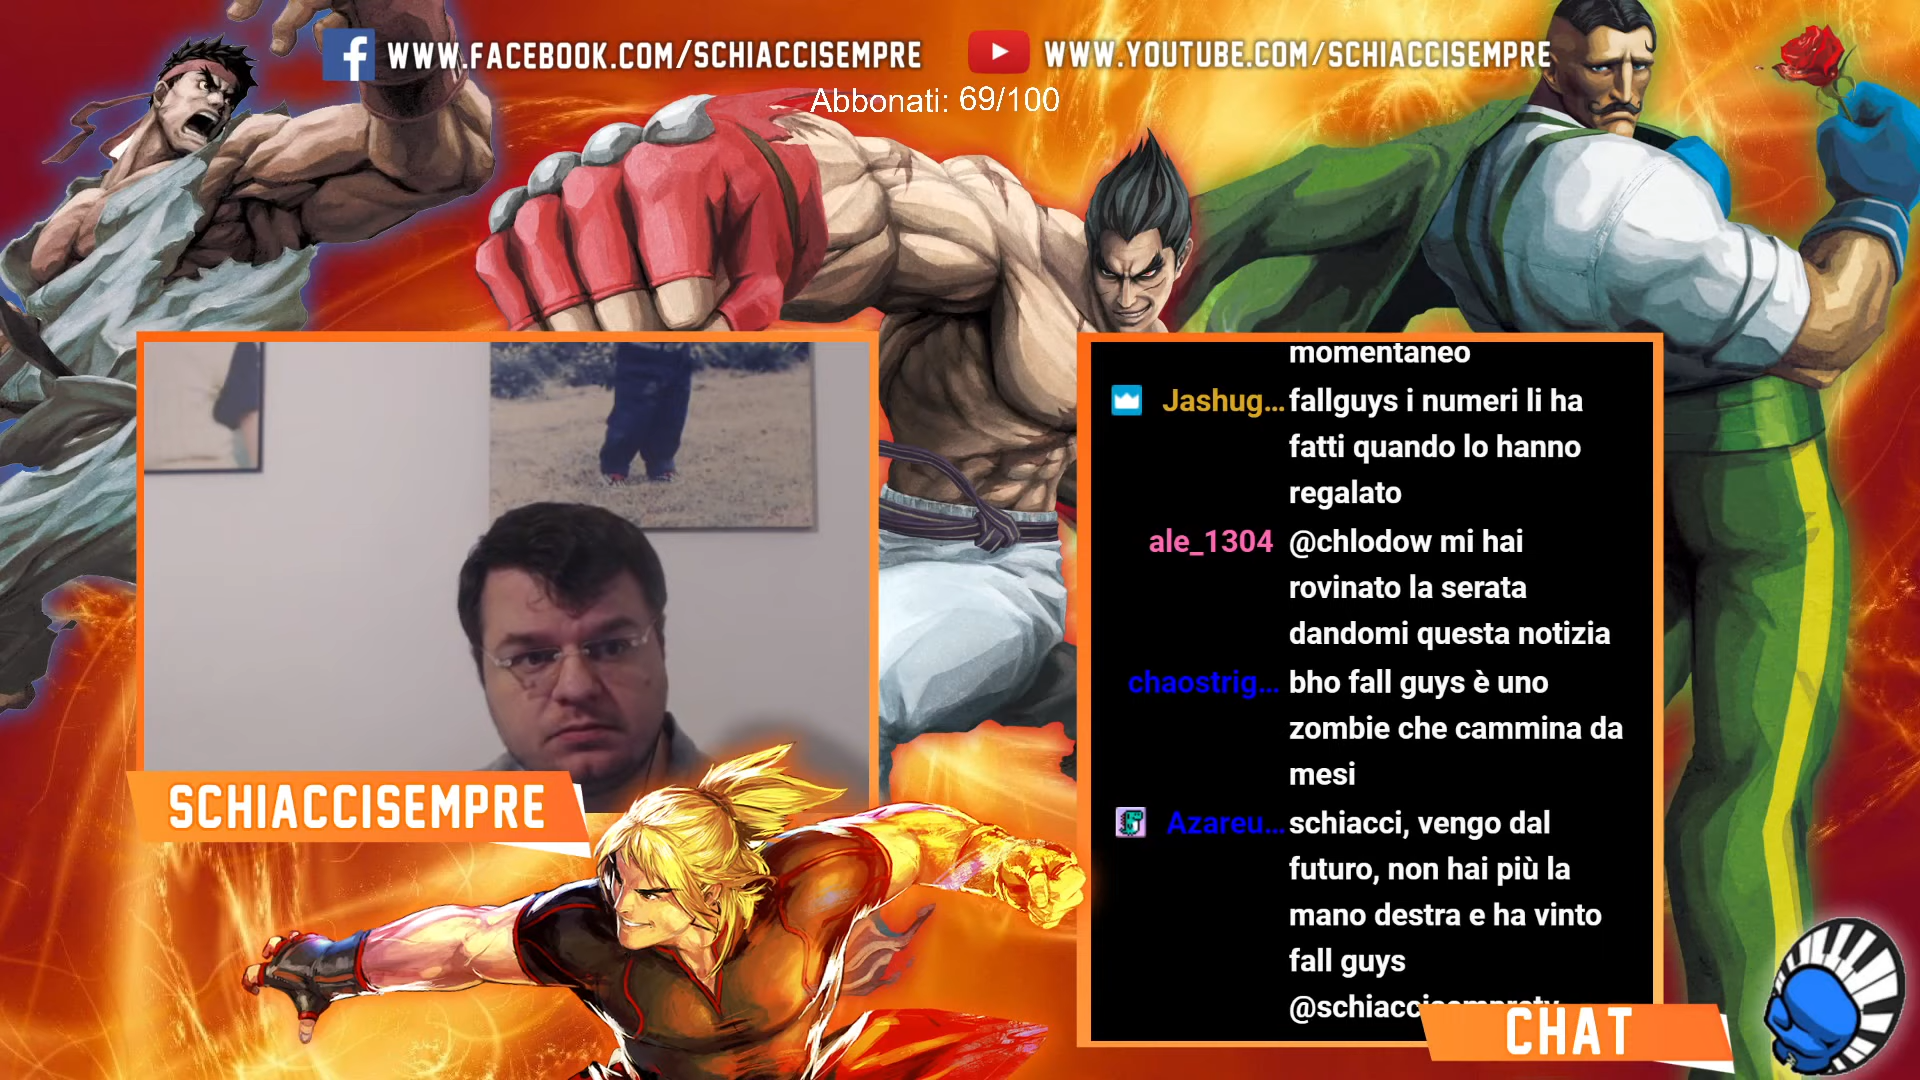 WWW.FACEBOOK.COM/SCHIACCISEMPRE
WWW.YOUTUBE.COM/SCHIACCISEMPRE
Abbonati: 69/100
SCHIACCISEMPRE
momentaneo
Jashug... fallguys i numeri li ha
fatti quando lo hanno
regalato
ale_1304 @chlodow mi hai
rovinato la serata
dandomi questa notizia
chaostrig... bho fall guys è uno
zombie che cammina da
mesi
Azareu... schiacci, vengo dal
futuro, non hai più la
mano destra e ha vinto
fall guys
@schiaccisempretv
CHAT